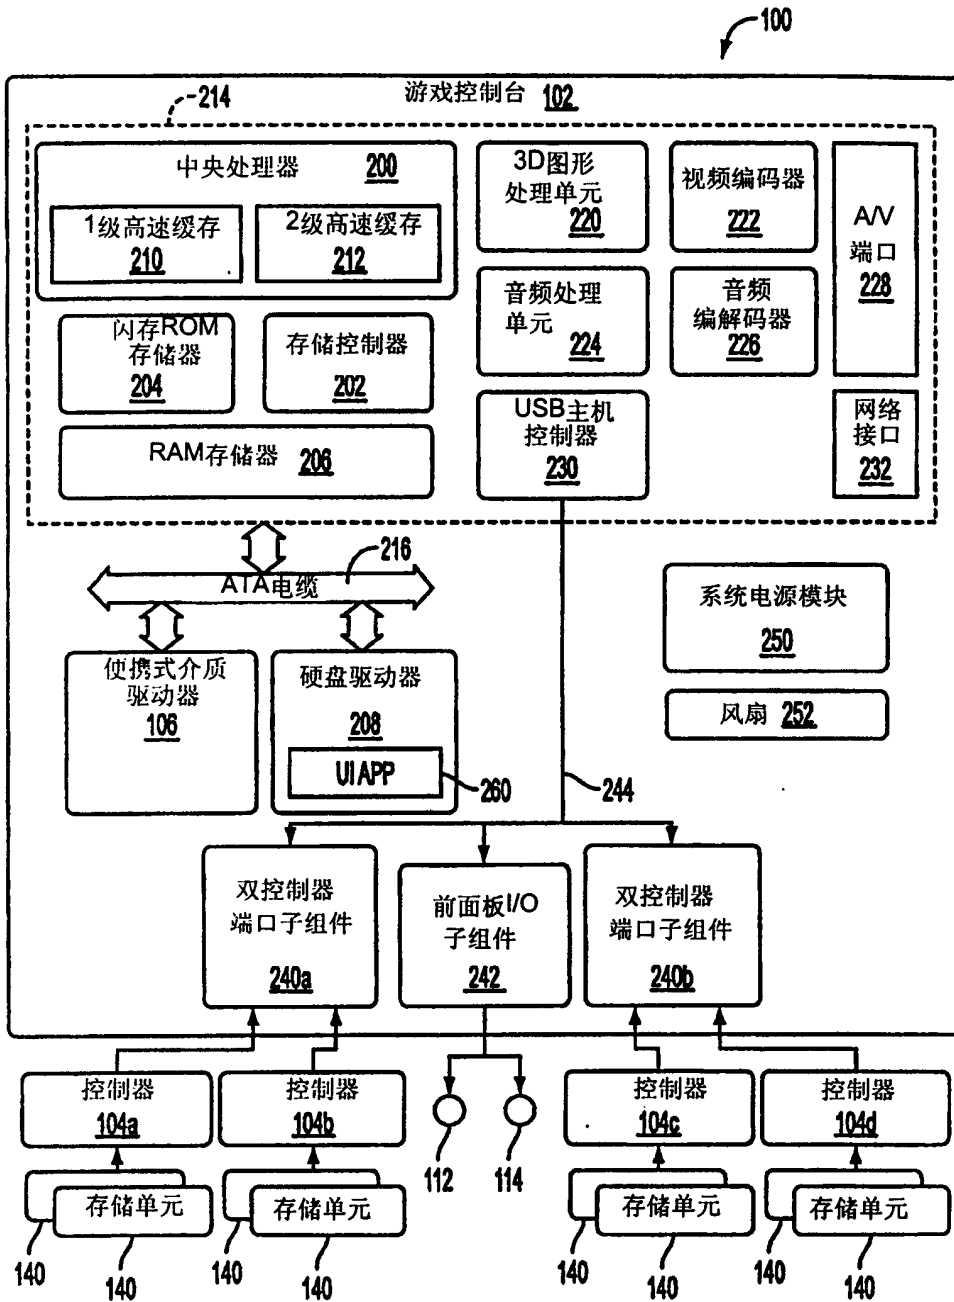 100
游戏控制台 102
214
中央处理器 200
1级高速缓存
210
2级高速缓存
212
3D图形
处理单元
220
视频编码器
222
A/V
端口
228
音频处理
单元
224
音频
编解码器
226
闪存ROM
存储器
204
存储控制器
202
RAM存储器 206
USB主机
控制器
230
网络
接口
232
216
ATA电缆
系统电源模块
250
便携式介质
驱动器
106
硬盘驱动器
208
UI APP
260
风扇 252
244
双控制器
端口子组件
240a
前面板I/O
子组件
242
双控制器
端口子组件
240b
控制器
104a
控制器
104b
112
114
控制器
104c
控制器
104d
存储单元
存储单元
存储单元
存储单元
140
140
140
140
140
140
140
140